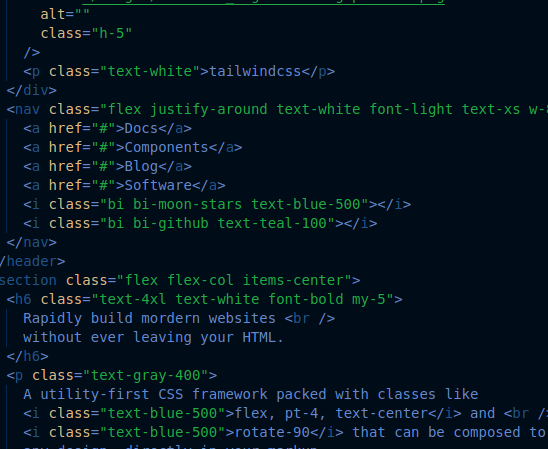 alt=""
class="h-5"
/>
<p class="text-white">tailwindcss</p>
</div>
<nav class="flex justify-around text-white font-light text-xs
<a href="#">Docs</a>
<a href="#">Components</a>
<a href="#">Blog</a>
<a href="#">Software</a>
<i class="bi bi-moon-stars text-blue-500"></i>
<i class="bi bi-github text-teal-100"></i>
</nav>
/header>
section class="flex flex-col items-center">
<h6 class="text-4xl text-white font-bold my-5">
Rapidly build mordern websites <br />
without ever leaving your HTML.
</h6>
<p class="text-gray-400">
A utility-first CSS framework packed with classes like
<i class="text-blue-500">flex, pt-4, text-center</i> and <br />
<i class="text-blue-500">rotate-90</i> that can be composed to